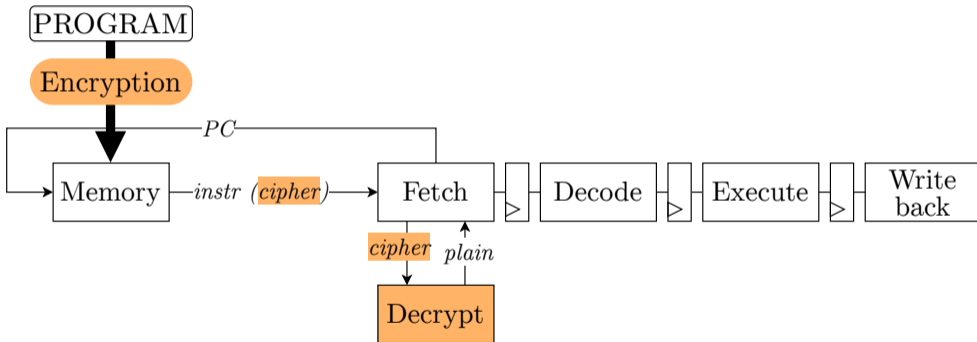 PROGRAM
Encryption
PC
Memory
instr (cipher)
Fetch
Decode
Execute
Write
back
cipher
plain
Decrypt